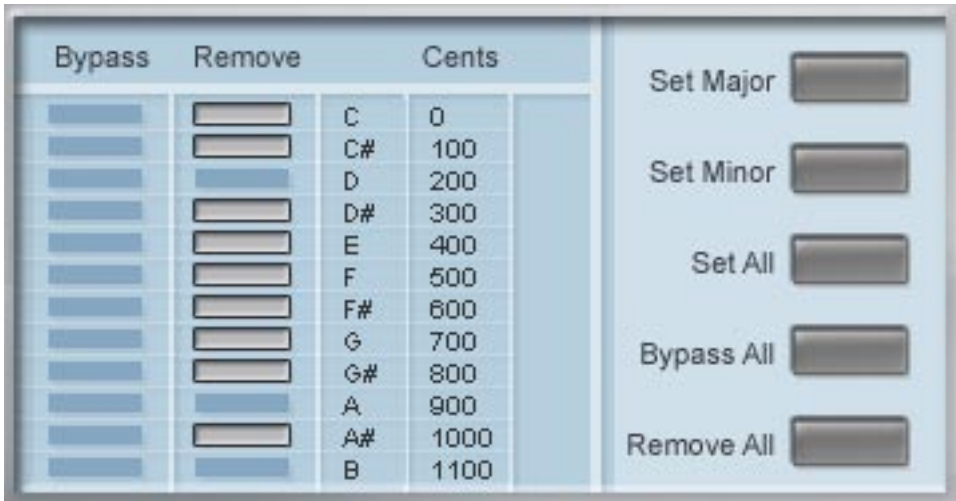 Bypass Remove Cents
C 0
C# 100
D 200
D# 300
E 400
F 500
F# 600
G 700
G# 800
A 900
A# 1000
B 1100
Set Major
Set Minor
Set All
Bypass All
Remove All